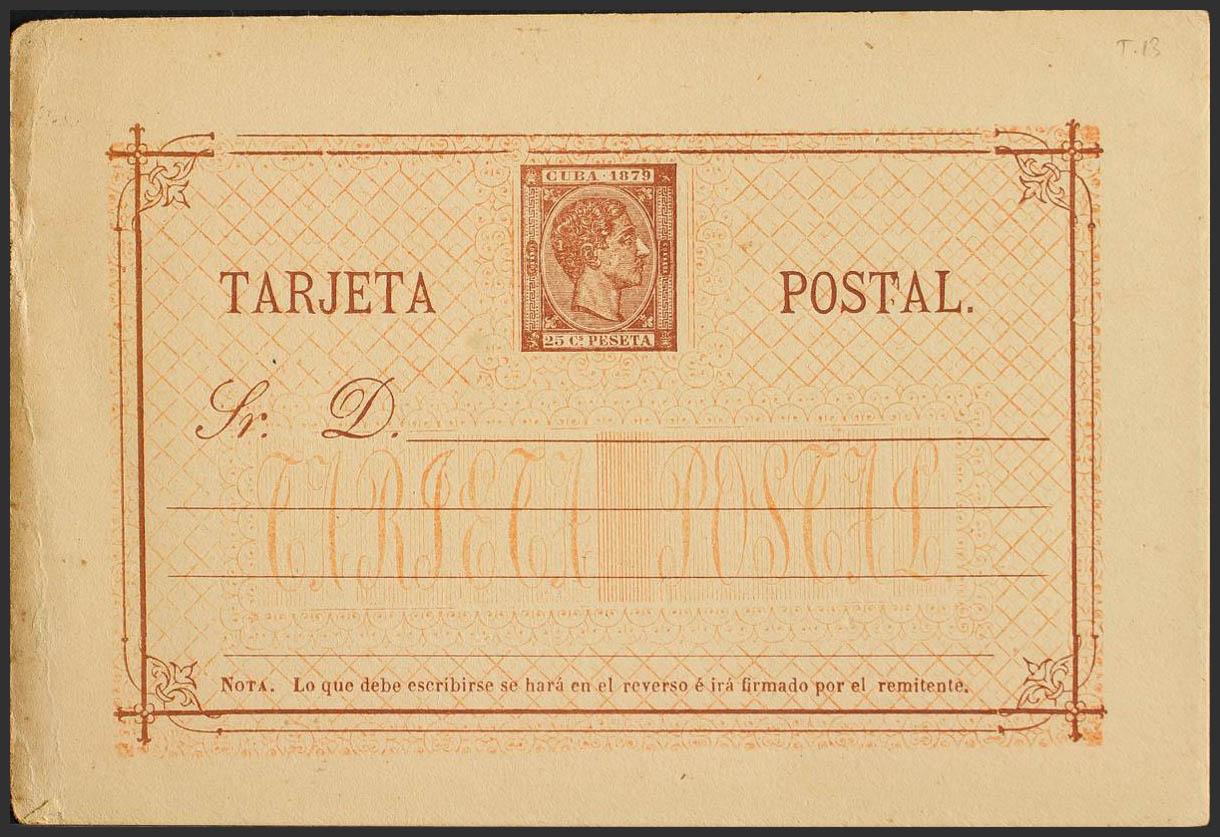 T.13
CUBA · 1879
25 Cs PESETA
TARJETA POSTAL.
Sr. D.
TARJETA POSTAL
NOTA. Lo que debe escribirse se hará en el reverso é irá firmado por el remitente.